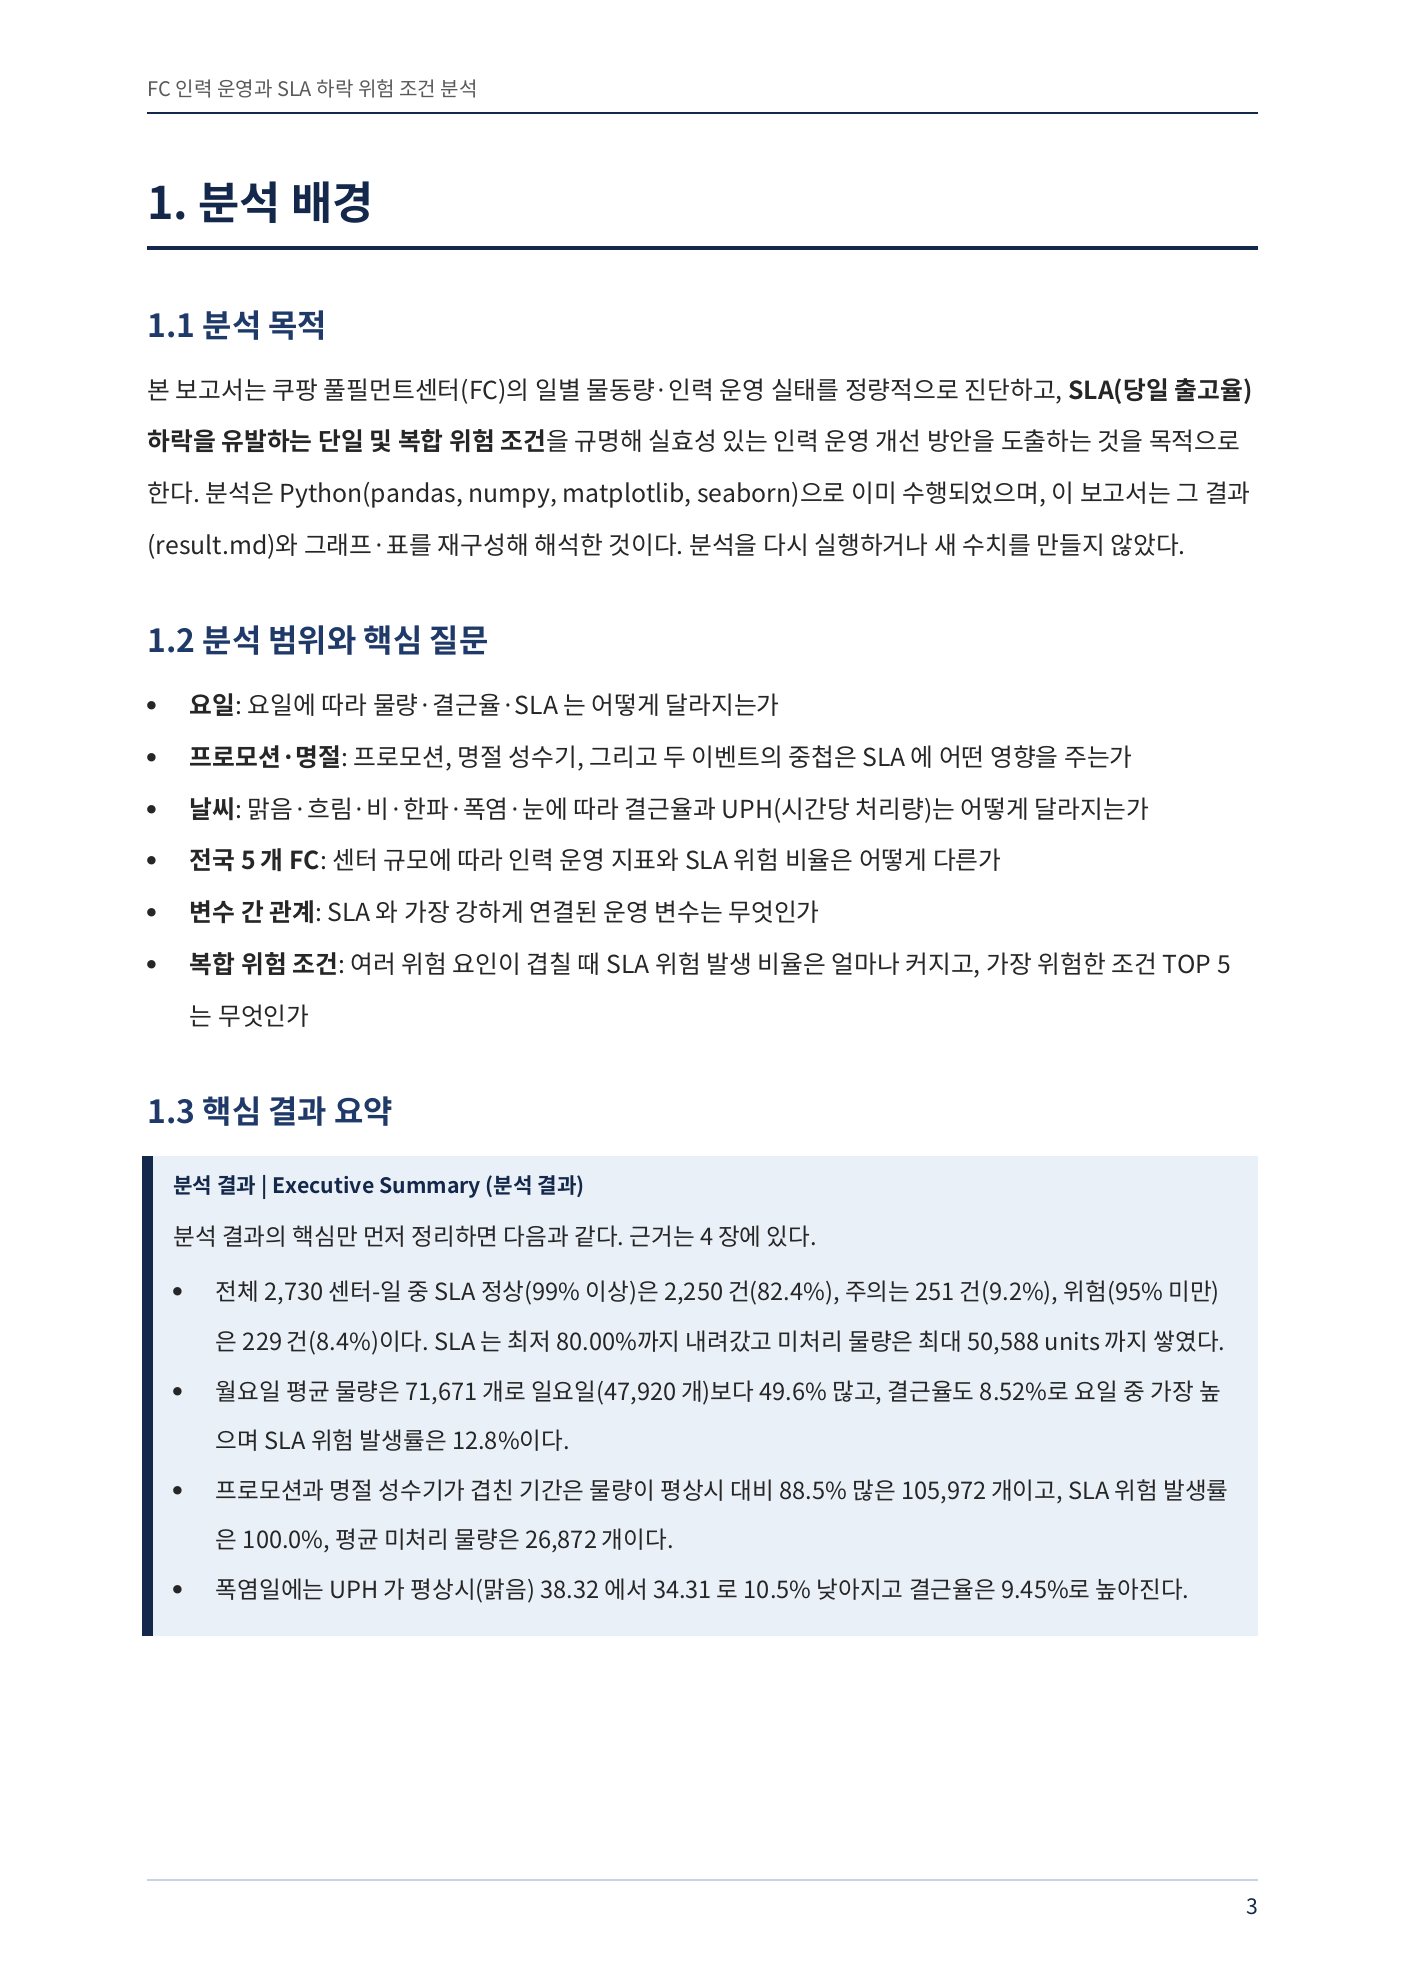 FC 인력 운영과 SLA 하락 위험 조건 분석
1. 분석 배경
1.1 분석 목적
본 보고서는 쿠팡 풀필먼트센터(FC)의 일별 물동량·인력 운영 실태를 정량적으로 진단하고, SLA(당일 출고율)
하락을 유발하는 단일 및 복합 위험 조건을 규명해 실효성 있는 인력 운영 개선 방안을 도출하는 것을 목적으로
한다. 분석은 Python(pandas, numpy, matplotlib, seaborn)으로 이미 수행되었으며, 이 보고서는 그 결과
(result.md)와 그래프·표를 재구성해 해석한 것이다. 분석을 다시 실행하거나 새 수치를 만들지 않았다.
1.2 분석 범위와 핵심 질문
• 요일: 요일에 따라 물량·결근율·SLA 는 어떻게 달라지는가
• 프로모션·명절: 프로모션, 명절 성수기, 그리고 두 이벤트의 중첩은 SLA 에 어떤 영향을 주는가
• 날씨: 맑음·흐림·비·한파·폭염·눈에 따라 결근율과 UPH(시간당 처리량)는 어떻게 달라지는가
• 전국 5 개 FC: 센터 규모에 따라 인력 운영 지표와 SLA 위험 비율은 어떻게 다른가
• 변수 간 관계: SLA 와 가장 강하게 연결된 운영 변수는 무엇인가
• 복합 위험 조건: 여러 위험 요인이 겹칠 때 SLA 위험 발생 비율은 얼마나 커지고, 가장 위험한 조건 TOP 5
는 무엇인가
1.3 핵심 결과 요약
분석 결과 | Executive Summary (분석 결과)
분석 결과의 핵심만 먼저 정리하면 다음과 같다. 근거는 4 장에 있다.
• 전체 2,730 센터-일 중 SLA 정상(99% 이상)은 2,250 건(82.4%), 주의는 251 건(9.2%), 위험(95% 미만)
은 229 건(8.4%)이다. SLA 는 최저 80.00%까지 내려갔고 미처리 물량은 최대 50,588 units 까지 쌓였다.
• 월요일 평균 물량은 71,671 개로 일요일(47,920 개)보다 49.6% 많고, 결근율도 8.52%로 요일 중 가장 높
으며 SLA 위험 발생률은 12.8%이다.
• 프로모션과 명절 성수기가 겹친 기간은 물량이 평상시 대비 88.5% 많은 105,972 개이고, SLA 위험 발생률
은 100.0%, 평균 미처리 물량은 26,872 개이다.
• 폭염일에는 UPH 가 평상시(맑음) 38.32 에서 34.31 로 10.5% 낮아지고 결근율은 9.45%로 높아진다.
3